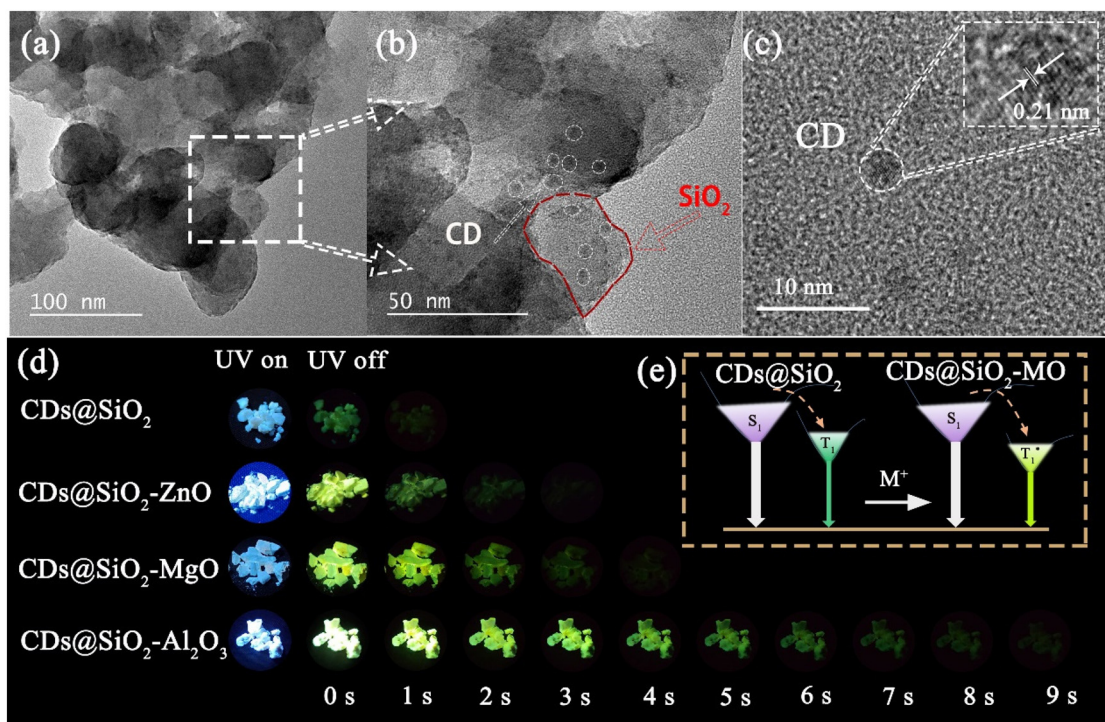 (a)
100 nm
(b)
CD
SiO₂
50 nm
(c)
CD
0.21 nm
10 nm
(d)
UV on UV off
CDs@SiO₂
CDs@SiO₂-ZnO
CDs@SiO₂-MgO
CDs@SiO₂-Al₂O₃
0 s 1 s 2 s 3 s 4 s 5 s 6 s 7 s 8 s 9 s
(e)
CDs@SiO₂ CDs@SiO₂-MO
S₁ T₁ S₁ T₁*
M⁺